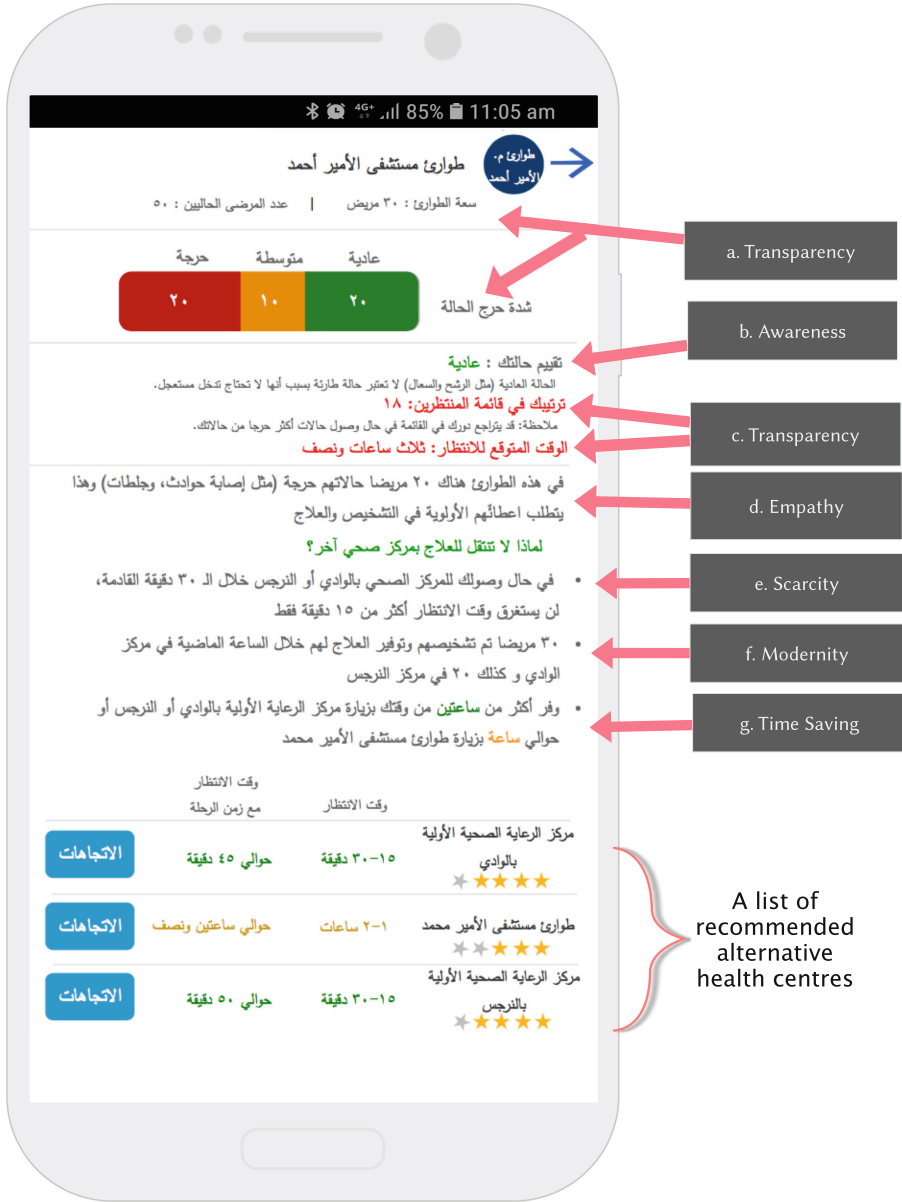 4G+ 85% 11:05 am
طوارئ م.
الأمير أحمد
طوارئ مستشفى الأمير أحمد
سعة الطوارئ : ٣٠ مريض | عدد المرضى الحاليين : ٥٠
عادية متوسطة حرجة
شدة حرج الحالة ٢٠ ١٠ ٢٠
تقييم حالتك : عادية
الحالة العادية (مثل الرشح والسعال) لا تعتبر حالة طارئة بسبب أنها لا تحتاج تدخل مستعجل.
ترتيبك في قائمة المنتظرين: ١٨
ملاحظة: قد يتراجع دورك في القائمة في حال وصول حالات أكثر حرجا من حالاتك.
الوقت المتوقع للانتظار: ثلاث ساعات ونصف
في هذه الطوارئ هناك ٢٠ مريضا حالاتهم حرجة (مثل إصابة حوادث، وجلطات) وهذا
يتطلب اعطائهم الأولوية في التشخيص والعلاج
لماذا لا تنتقل للعلاج بمركز صحي آخر؟
• في حال وصولك للمركز الصحي بالوادي أو النرجس خلال الـ ٣٠ دقيقة القادمة،
لن يستغرق وقت الانتظار أكثر من ١٥ دقيقة فقط
• ٣٠ مريضا تم تشخيصهم وتوفير العلاج لهم خلال الساعة الماضية في مركز
الوادي و كذلك ٢٠ في مركز النرجس
• وفر أكثر من ساعتين من وقتك بزيارة مركز الرعاية الأولية بالوادي أو النرجس أو
حوالي ساعة بزيارة طوارئ مستشفى الأمير محمد
وقت الانتظار
وقت الانتظار مع زمن الرحلة
مركز الرعاية الصحية الأولية
بالوادي ١٥-٣٠ دقيقة حوالي ٤٥ دقيقة الاتجاهات
طوارئ مستشفى الأمير محمد ١-٢ ساعات حوالي ساعتين ونصف الاتجاهات
مركز الرعاية الصحية الأولية
بالنرجس ١٥-٣٠ دقيقة حوالي ٥٠ دقيقة الاتجاهات
a. Transparency
b. Awareness
c. Transparency
d. Empathy
e. Scarcity
f. Modernity
g. Time Saving
A list of
recommended
alternative
health centres